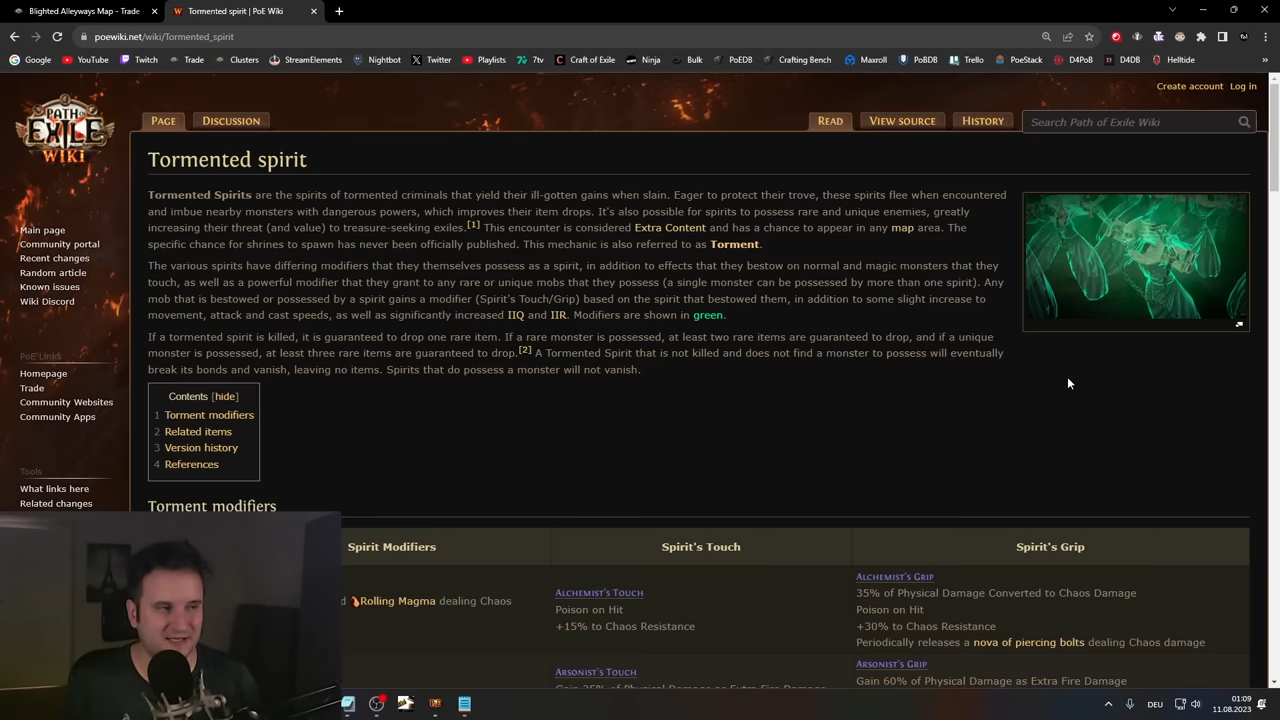 Blighted Alleyways Map - Trade
Tormented spirit | PoE Wiki
poewiki.net/wiki/Tormented_spirit
Google YouTube Twitch Trade Clusters StreamElements Nightbot Twitter Playlists 7tv Craft of Exile Ninja Bulk PoEDB Crafting Bench Maxroll PoBDB Trello PoEStack D4PoB D4DB Helltide
Create account Log in
PATH OF
EXILE
WIKI
PAGE DISCUSSION READ VIEW SOURCE HISTORY Search Path of Exile Wiki
Tormented spirit
Tormented Spirits are the spirits of tormented criminals that yield their ill-gotten gains when slain. Eager to protect their trove, these spirits flee when encountered
and imbue nearby monsters with dangerous powers, which improves their item drops. It's also possible for spirits to possess rare and unique enemies, greatly
increasing their threat (and value) to treasure-seeking exiles.[1] This encounter is considered Extra Content and has a chance to appear in any map area. The
specific chance for shrines to spawn has never been officially published. This mechanic is also referred to as Torment.
The various spirits have differing modifiers that they themselves possess as a spirit, in addition to effects that they bestow on normal and magic monsters that they
touch, as well as a powerful modifier that they grant to any rare or unique mobs that they possess (a single monster can be possessed by more than one spirit). Any
mob that is bestowed or possessed by a spirit gains a modifier (Spirit's Touch/Grip) based on the spirit that bestowed them, in addition to some slight increase to
movement, attack and cast speeds, as well as significantly increased IIQ and IIR. Modifiers are shown in green.
If a tormented spirit is killed, it is guaranteed to drop one rare item. If a rare monster is possessed, at least two rare items are guaranteed to drop, and if a unique
monster is possessed, at least three rare items are guaranteed to drop.[2] A Tormented Spirit that is not killed and does not find a monster to possess will eventually
break its bonds and vanish, leaving no items. Spirits that do possess a monster will not vanish.
Main page
Community portal
Recent changes
Random article
Known issues
Wiki Discord
PoE Links
Homepage
Trade
Community Websites
Community Apps
Tools
What links here
Related changes
Contents [hide]
1 Torment modifiers
2 Related items
3 Version history
4 References
Torment modifiers
Spirit Modifiers Spirit's Touch Spirit's Grip
d Rolling Magma dealing Chaos
ALCHEMIST'S TOUCH
Poison on Hit
+15% to Chaos Resistance
ALCHEMIST'S GRIP
35% of Physical Damage Converted to Chaos Damage
Poison on Hit
+30% to Chaos Resistance
Periodically releases a nova of piercing bolts dealing Chaos damage
ARSONIST'S TOUCH
Gain 35% of Physical Damage as Extra Fire Damage
ARSONIST'S GRIP
Gain 60% of Physical Damage as Extra Fire Damage
DEU
01:09
11.08.2023